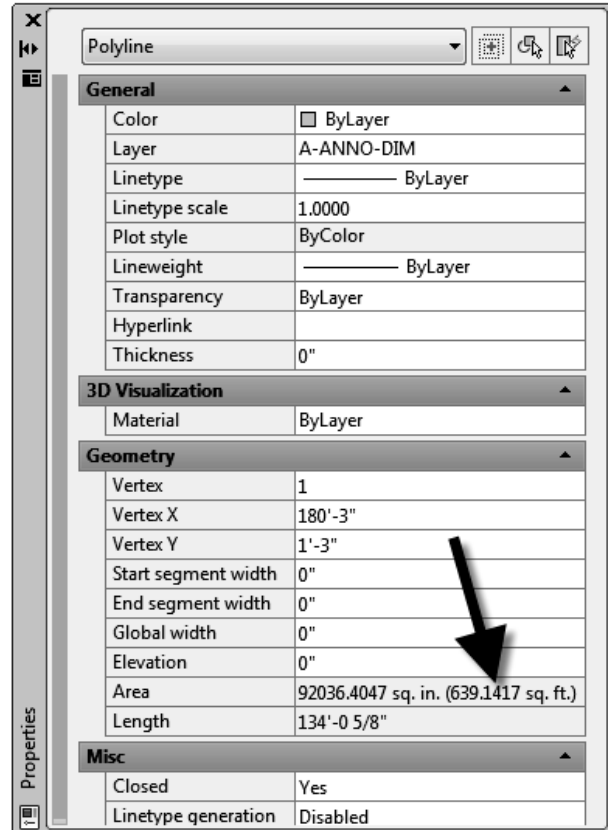 Polyline
General
Color ByLayer
Layer A-ANNO-DIM
Linetype ByLayer
Linetype scale 1.0000
Plot style ByColor
Lineweight ByLayer
Transparency ByLayer
Hyperlink
Thickness 0"
3D Visualization
Material ByLayer
Geometry
Vertex 1
Vertex X 180'-3"
Vertex Y 1'-3"
Start segment width 0"
End segment width 0"
Global width 0"
Elevation 0"
Area 92036.4047 sq. in. (639.1417 sq. ft.)
Length 134'-0 5/8"
Misc
Closed Yes
Linetype generation Disabled
Properties